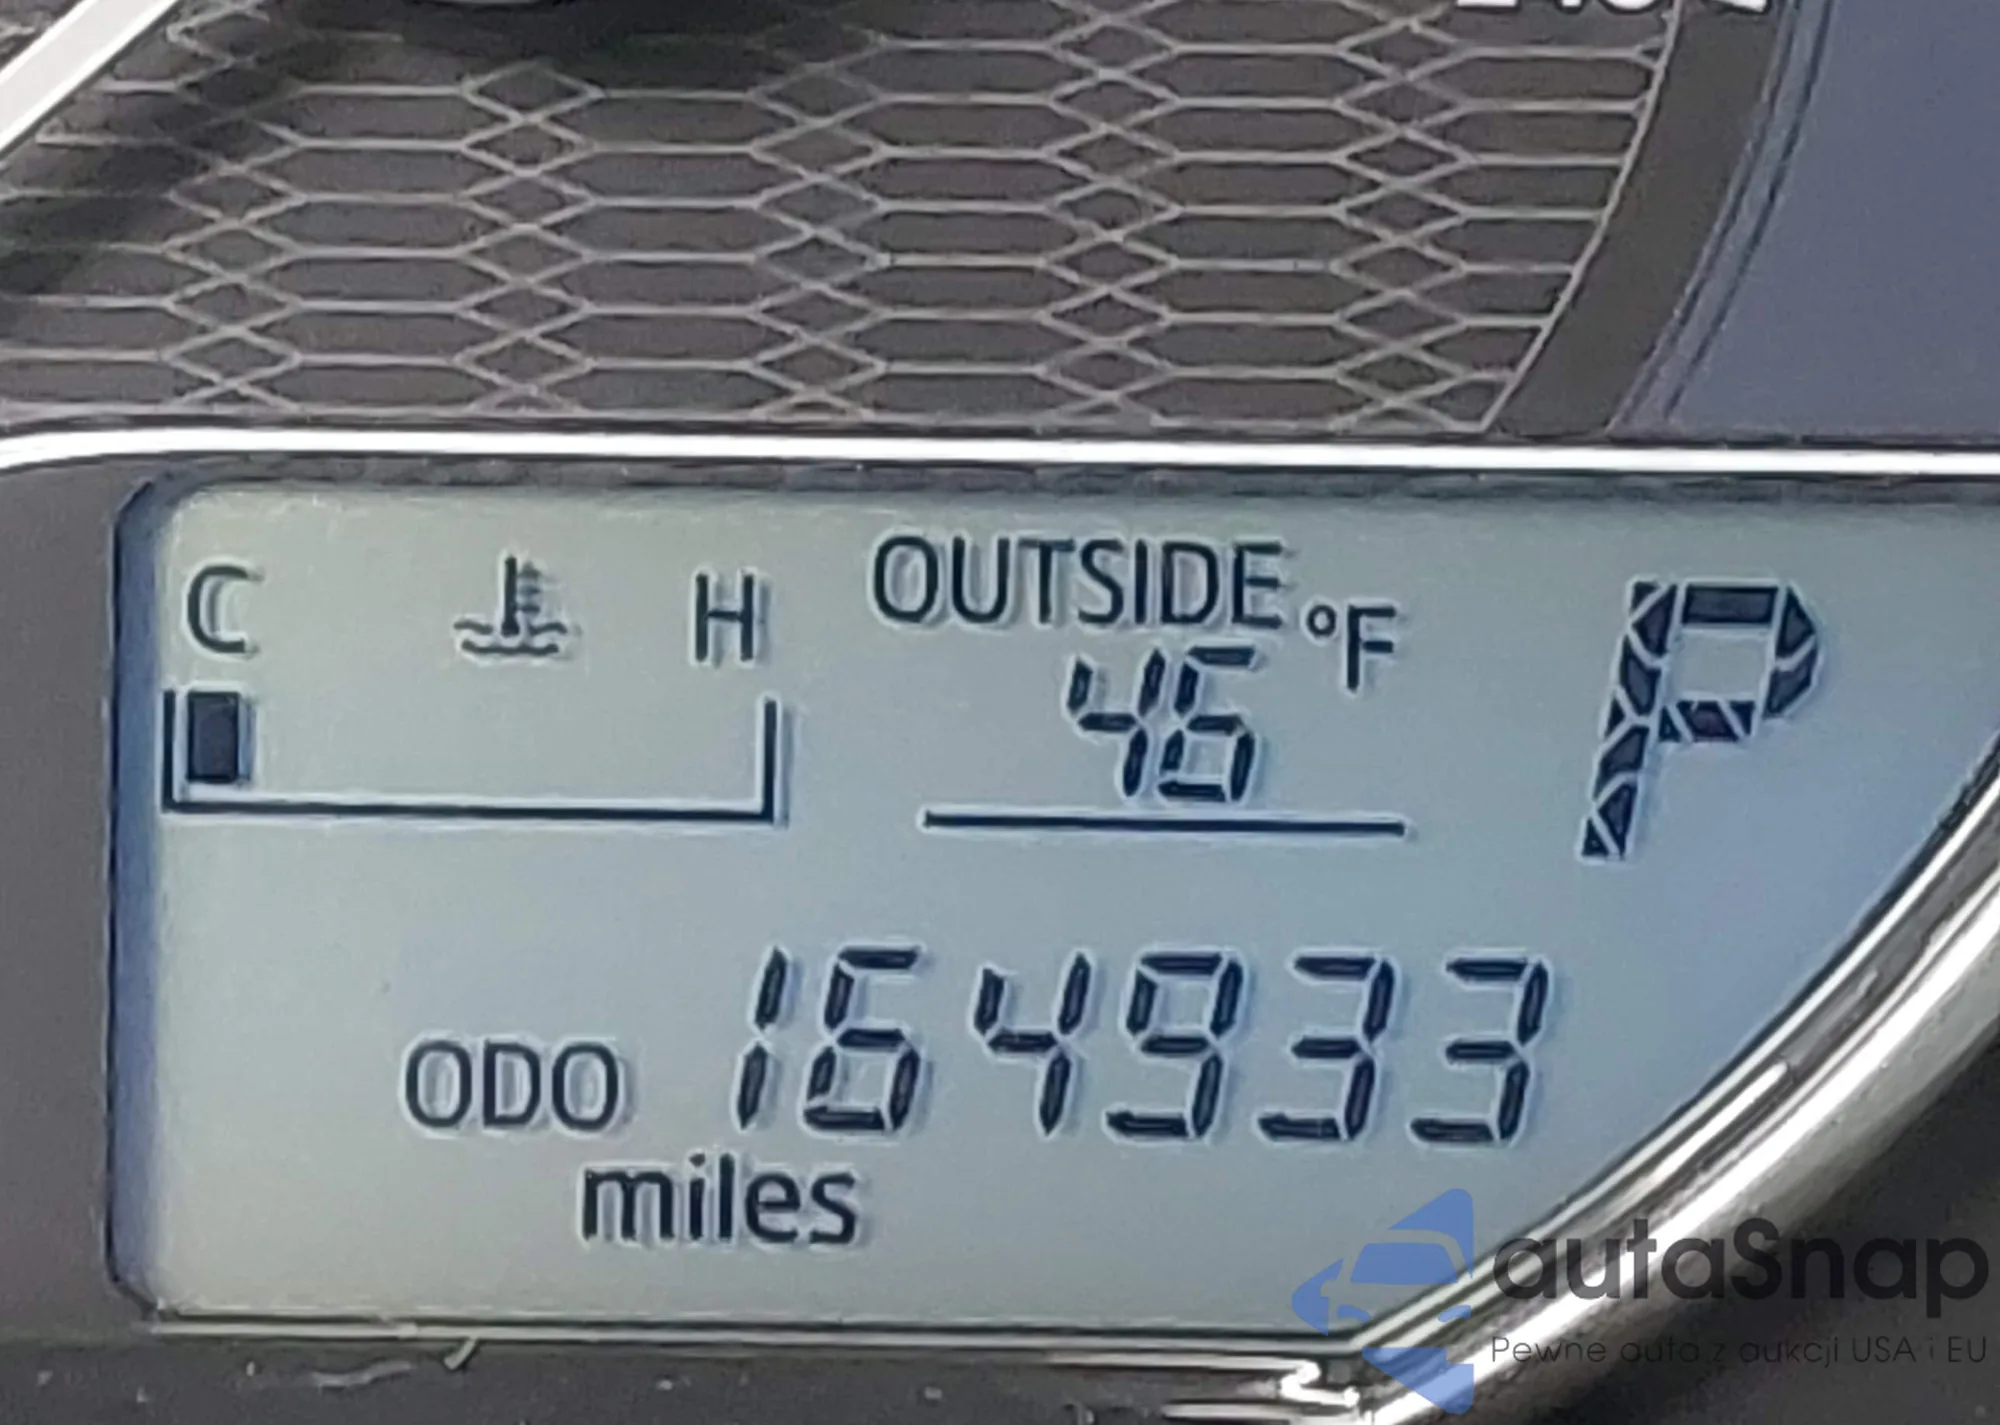 C H OUTSIDE °F
46 P
ODO 164933
miles
autaSnap
Pewne auta z aukcji USA i EU